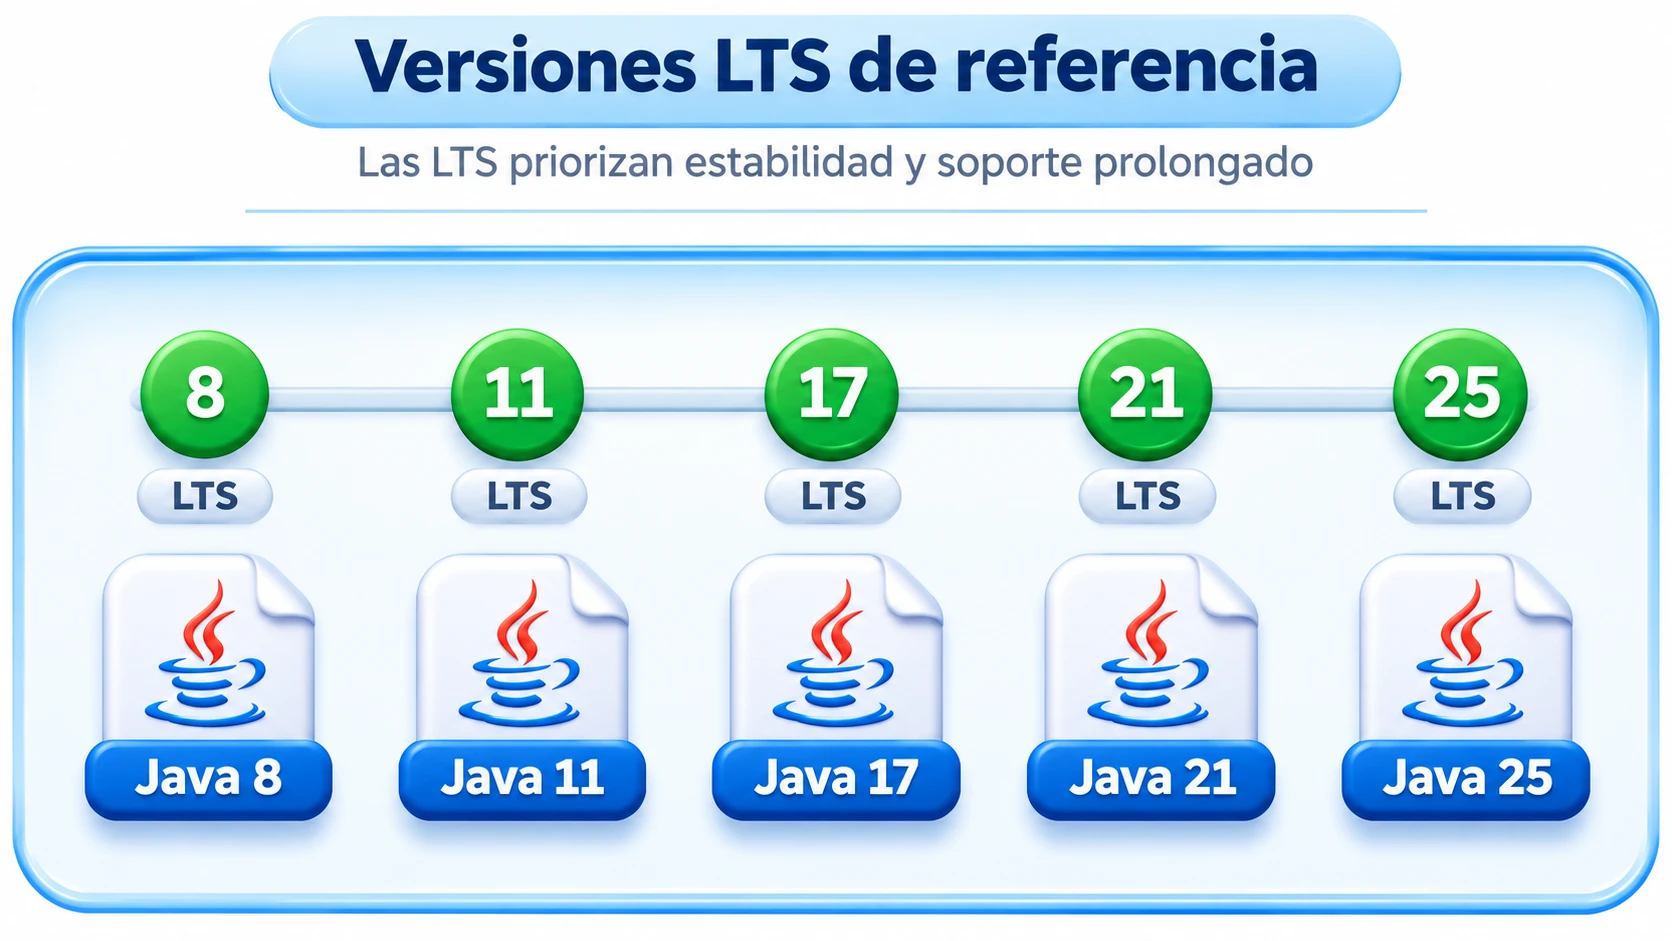 Versiones LTS de referencia
Las LTS priorizan estabilidad y soporte prolongado
8 11 17 21 25
LTS LTS LTS LTS LTS
Java 8 Java 11 Java 17 Java 21 Java 25